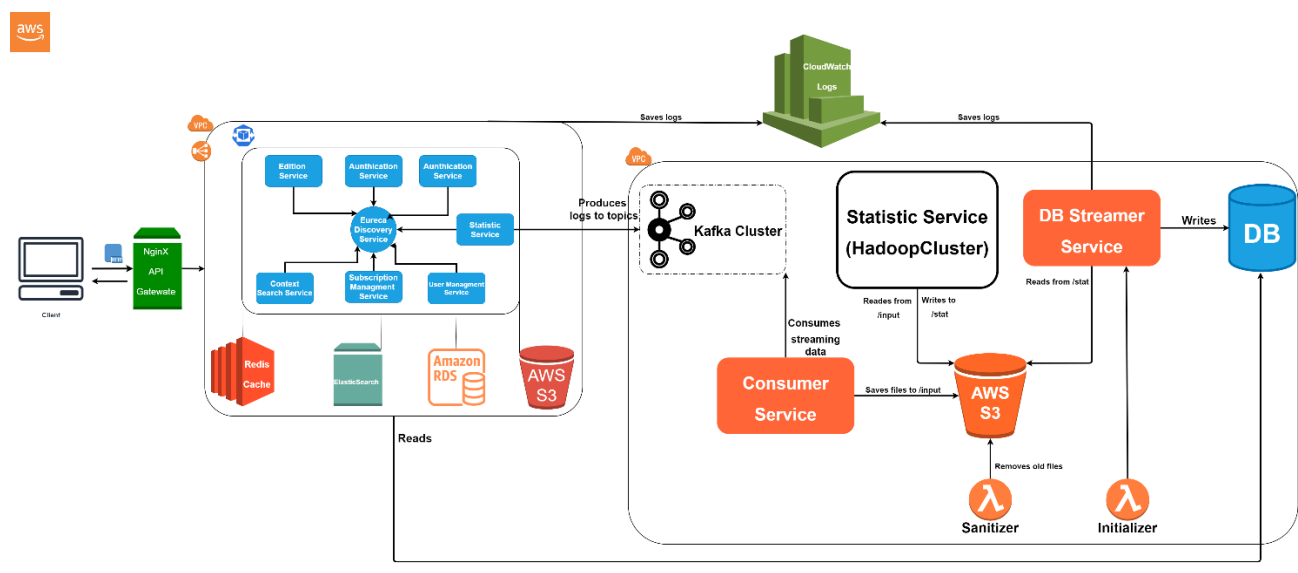 aws
CloudWatch
Logs
VPC
Saves logs
Saves logs
VPC
Edition
Service
Aunthication
Service
Aunthication
Service
Eureca
Discovery
Service
Statistic
Service
Context
Search Service
Subscription
Managment
Service
User Managment
Service
Produces
logs to topics
Kafka Cluster
Statistic Service
(HadoopCluster)
DB Streamer
Service
Writes
DB
NginX
API
Gatewate
Client
Reades from
/input
Writes to
/stat
Reads from /stat
Consumes
streaming
data
Redis
Cache
ElasticSearch
Amazon
RDS
AWS
S3
Consumer
Service
Saves files to /input
AWS
S3
Reads
Removes old files
Sanitizer
Initializer